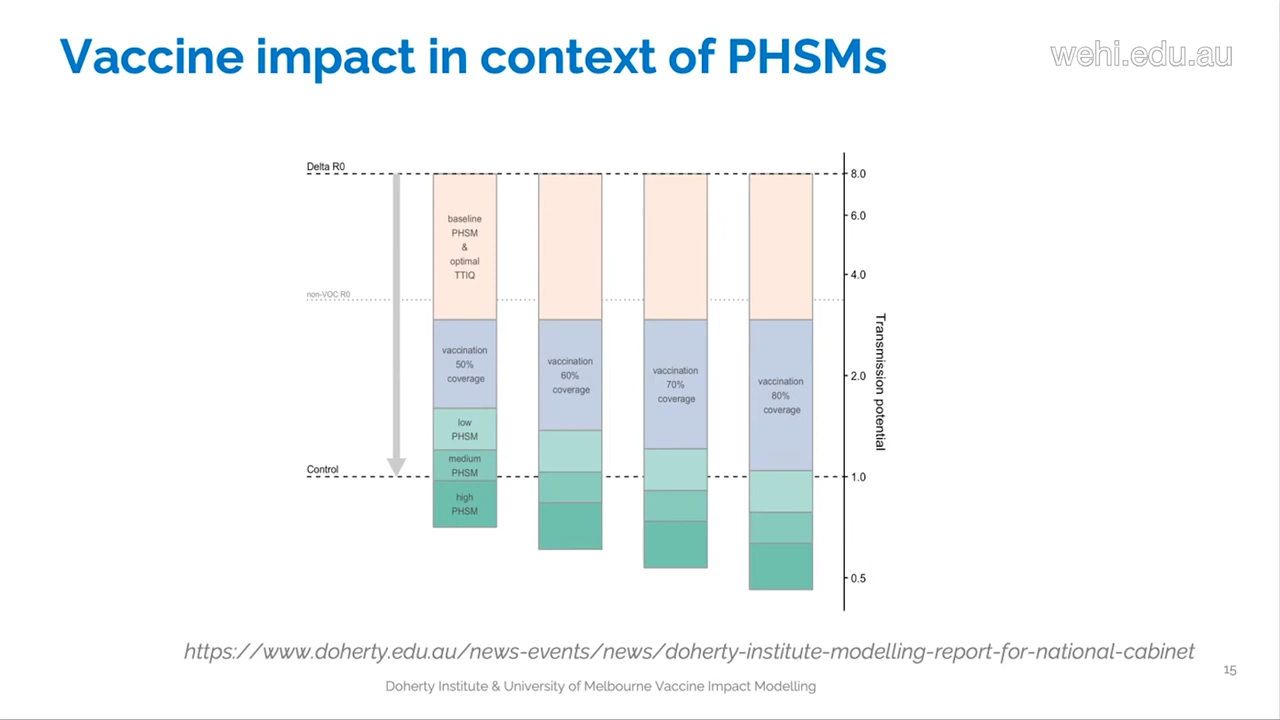 Vaccine impact in context of PHSMs
wehi.edu.au
Delta R0
8.0
6.0
baseline
PHSM
&
optimal
TTIQ
4.0
non-VOC R0
Transmission potential
vaccination
50%
coverage
vaccination
60%
coverage
vaccination
70%
coverage
vaccination
80%
coverage
2.0
low
PHSM
medium
PHSM
Control
1.0
high
PHSM
0.5
https://www.doherty.edu.au/news-events/news/doherty-institute-modelling-report-for-national-cabinet
15
Doherty Institute & University of Melbourne Vaccine Impact Modelling